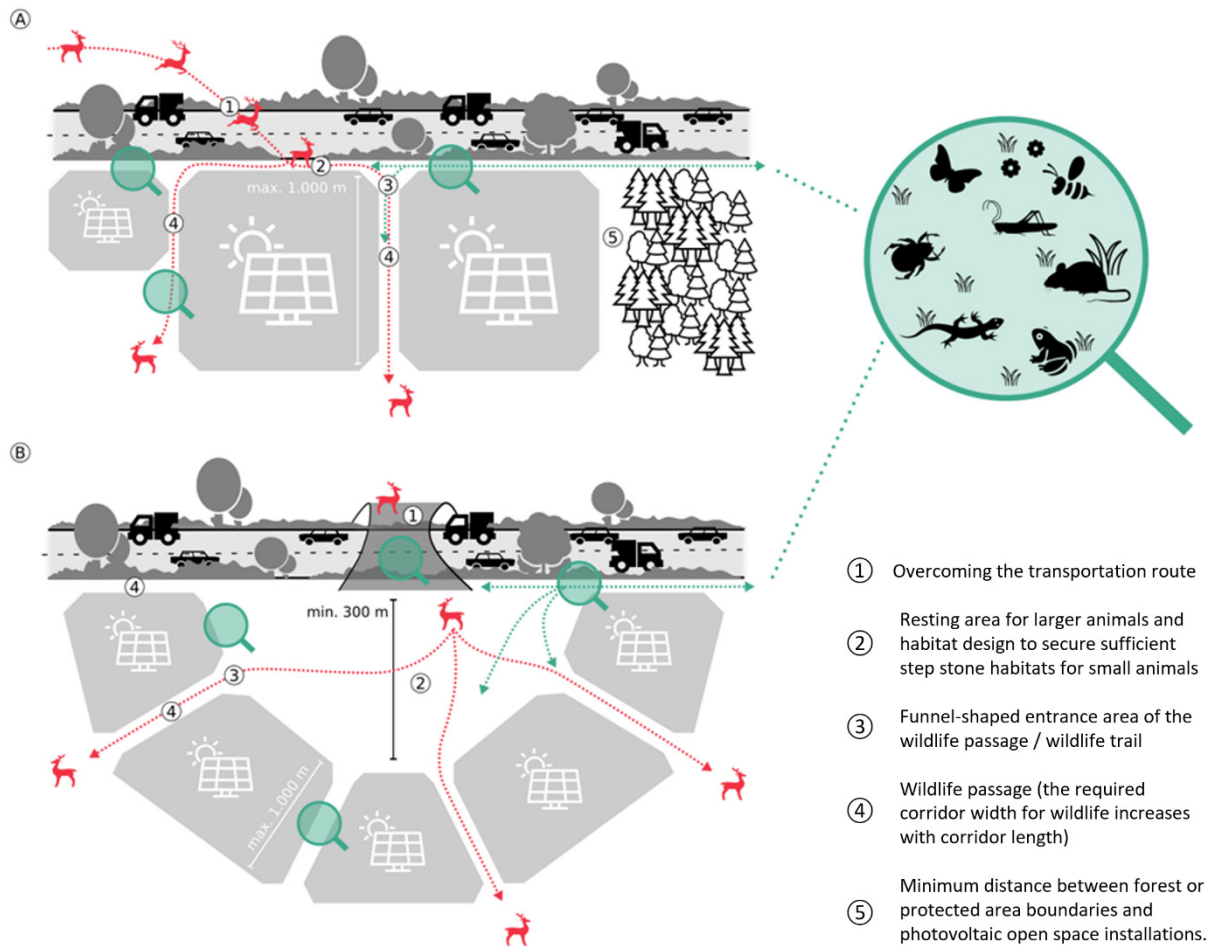 A
1
2
max. 1.000 m
3
4
4
5
B
1
4
min. 300 m
2
3
4
max. 1.000 m
1 Overcoming the transportation route
2 Resting area for larger animals and
habitat design to secure sufficient
step stone habitats for small animals
3 Funnel-shaped entrance area of the
wildlife passage / wildlife trail
4 Wildlife passage (the required
corridor width for wildlife increases
with corridor length)
5 Minimum distance between forest or
protected area boundaries and
photovoltaic open space installations.